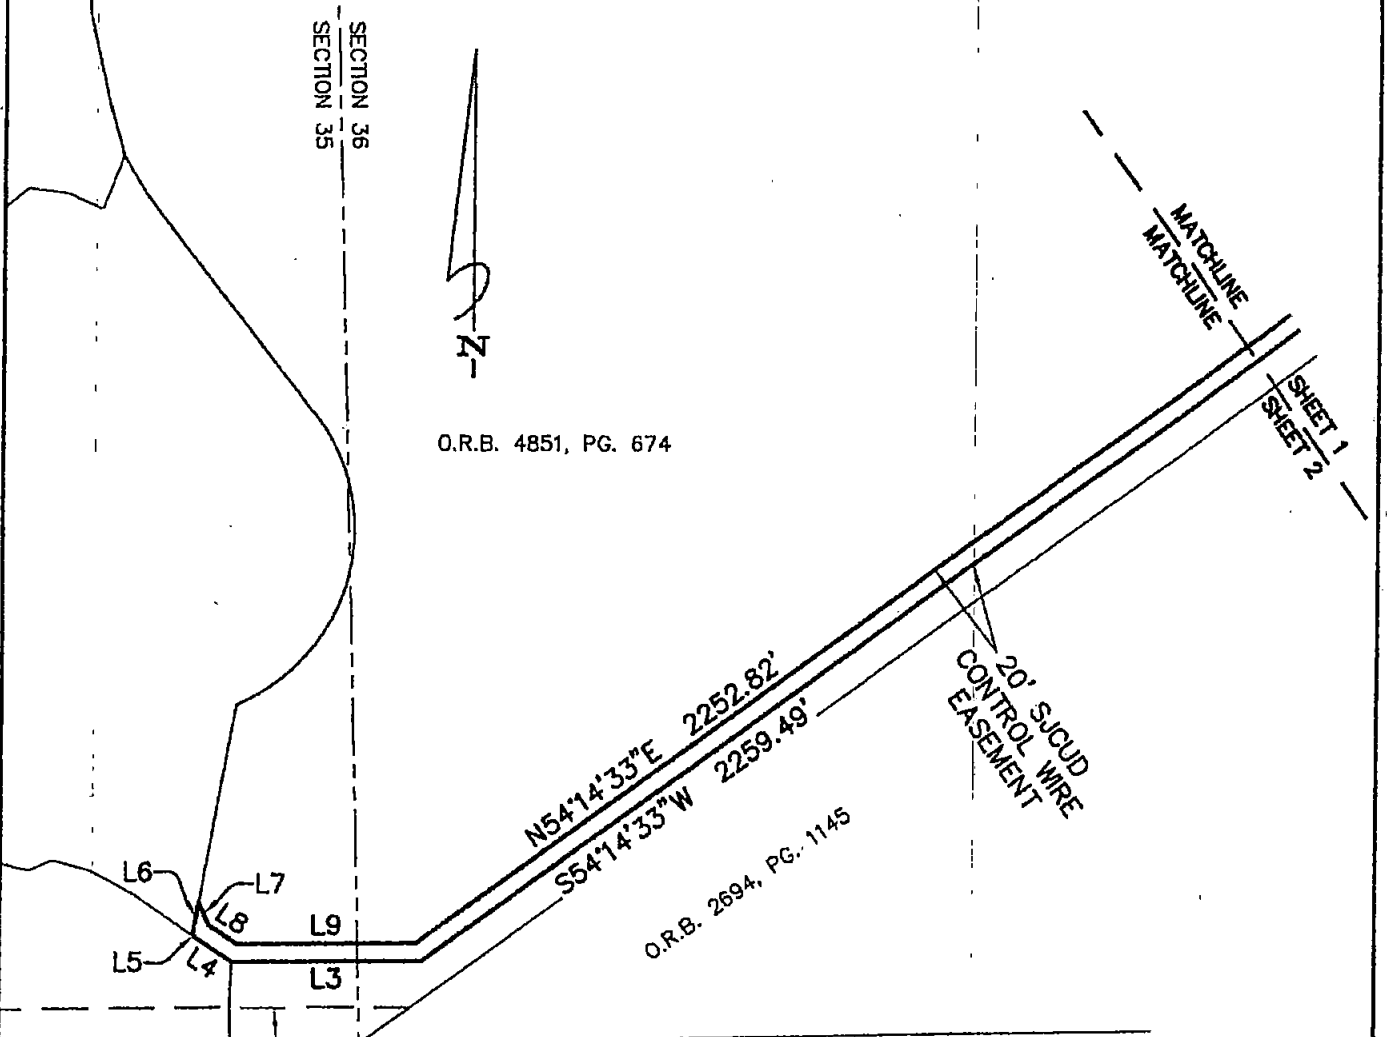 SECTION 36
SECTION 35
N
MATCHLINE
MATCHLINE
SHEET 1
SHEET 2
O.R.B. 4851, PG. 674
N54°14'33"E 2252.82'
S54°14'33"W 2259.49'
20' SJCUD
CONTROL WIRE
EASEMENT
O.R.B. 2694, PG. 1145
L6
L7
L8
L9
L5
L4
L3